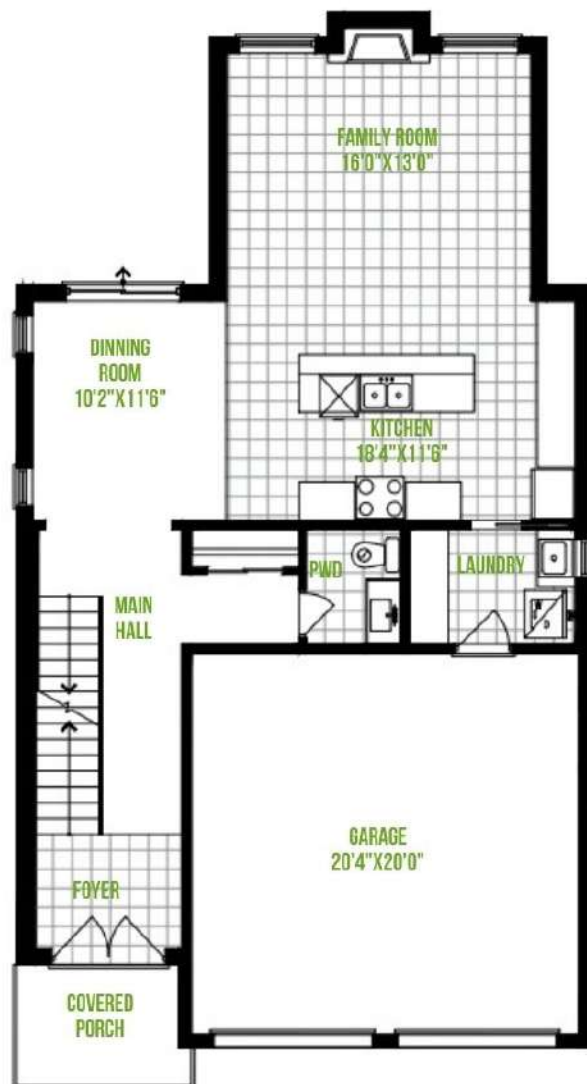 FAMILY ROOM
16'0"X13'0"
DINNING
ROOM
10'2"X11'6"
KITCHEN
18'4"X11'6"
PWD
LAUNDRY
MAIN
HALL
GARAGE
20'4"X20'0"
FOYER
COVERED
PORCH